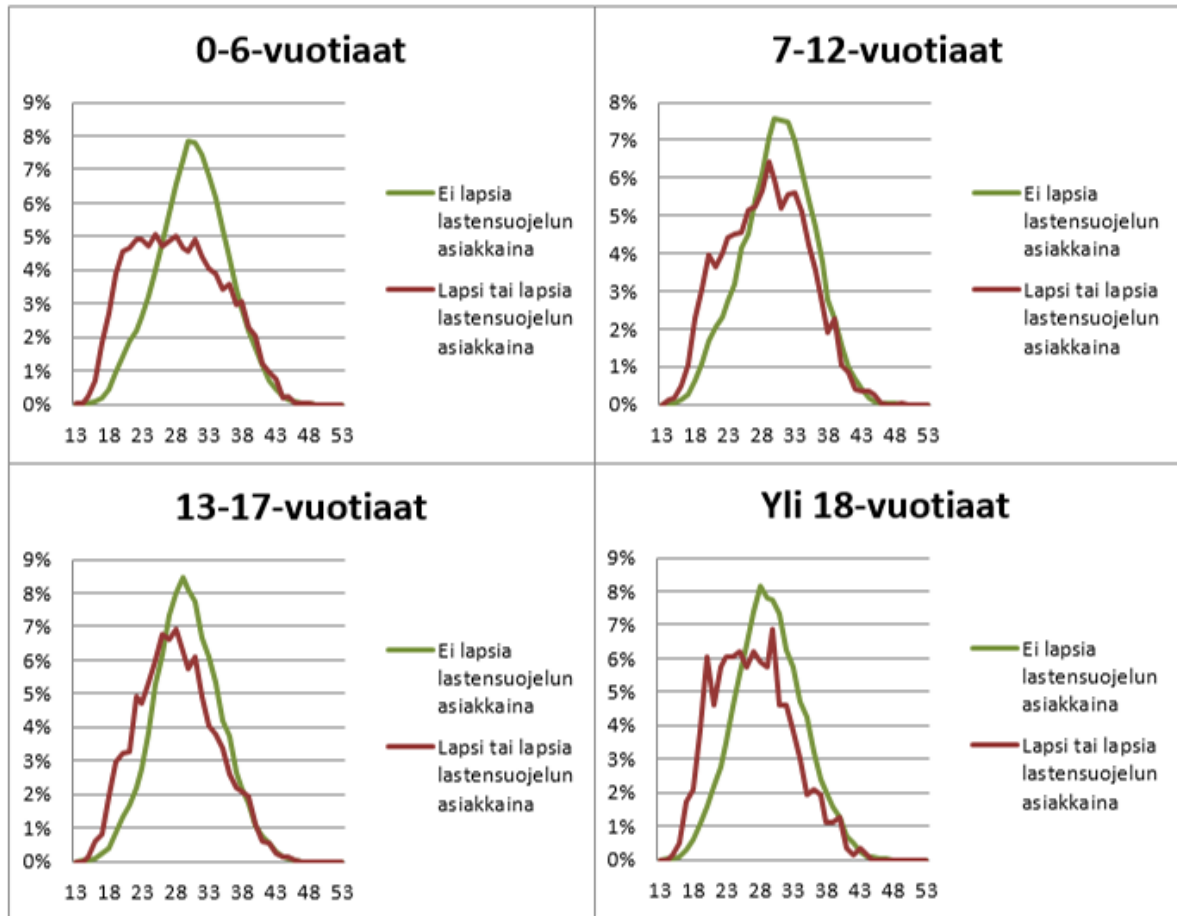 0-6-vuotiaat
9%
8%
7%
6%
5%
4%
3%
2%
1%
0%
13 18 23 28 33 38 43 48 53
Ei lapsia
lastensuojelun
asiakkaina
Lapsi tai lapsia
lastensuojelun
asiakkaina
7-12-vuotiaat
8%
7%
6%
5%
4%
3%
2%
1%
0%
13 18 23 28 33 38 43 48 53
Ei lapsia
lastensuojelun
asiakkaina
Lapsi tai lapsia
lastensuojelun
asiakkaina
13-17-vuotiaat
9%
8%
7%
6%
5%
4%
3%
2%
1%
0%
13 18 23 28 33 38 43 48 53
Ei lapsia
lastensuojelun
asiakkaina
Lapsi tai lapsia
lastensuojelun
asiakkaina
Yli 18-vuotiaat
9%
8%
7%
6%
5%
4%
3%
2%
1%
0%
13 18 23 28 33 38 43 48 53
Ei lapsia
lastensuojelun
asiakkaina
Lapsi tai lapsia
lastensuojelun
asiakkaina